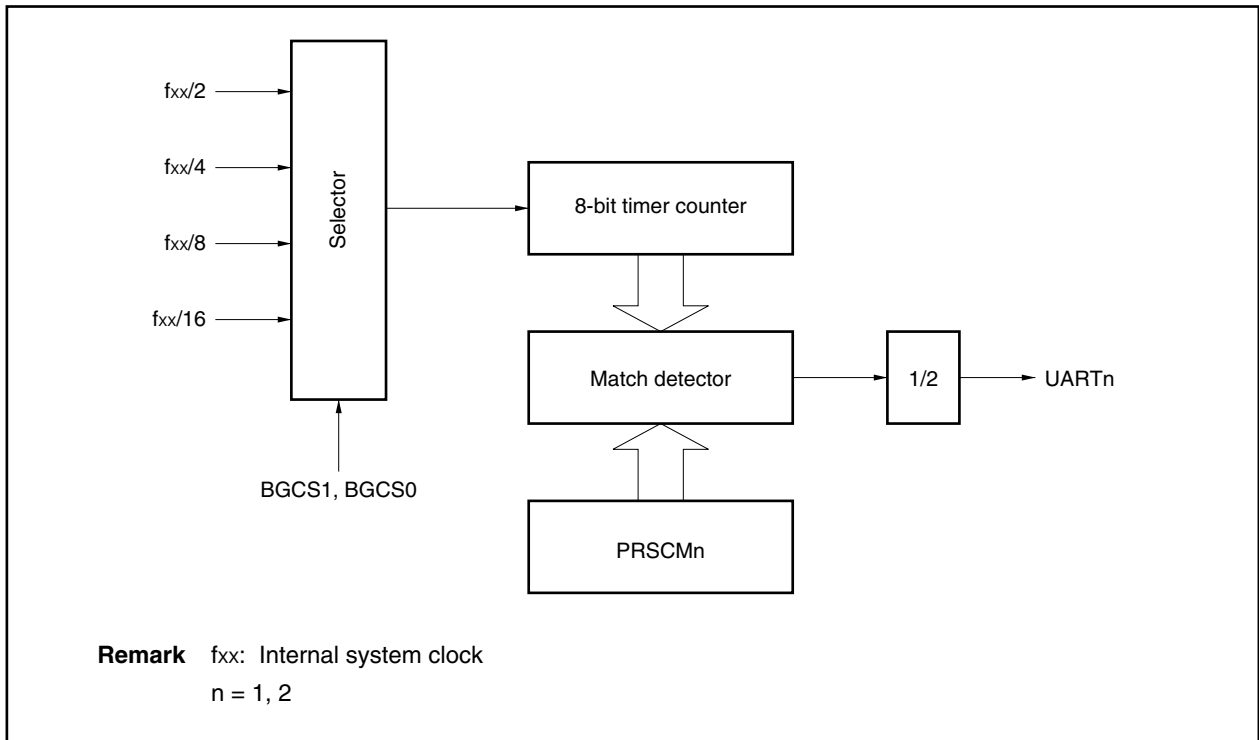 fxx/2
fxx/4
fxx/8
fxx/16
Selector
BGCS1, BGCS0
8-bit timer counter
Match detector
1/2
UARTn
PRSCMn
Remark fxx: Internal system clock
n = 1, 2